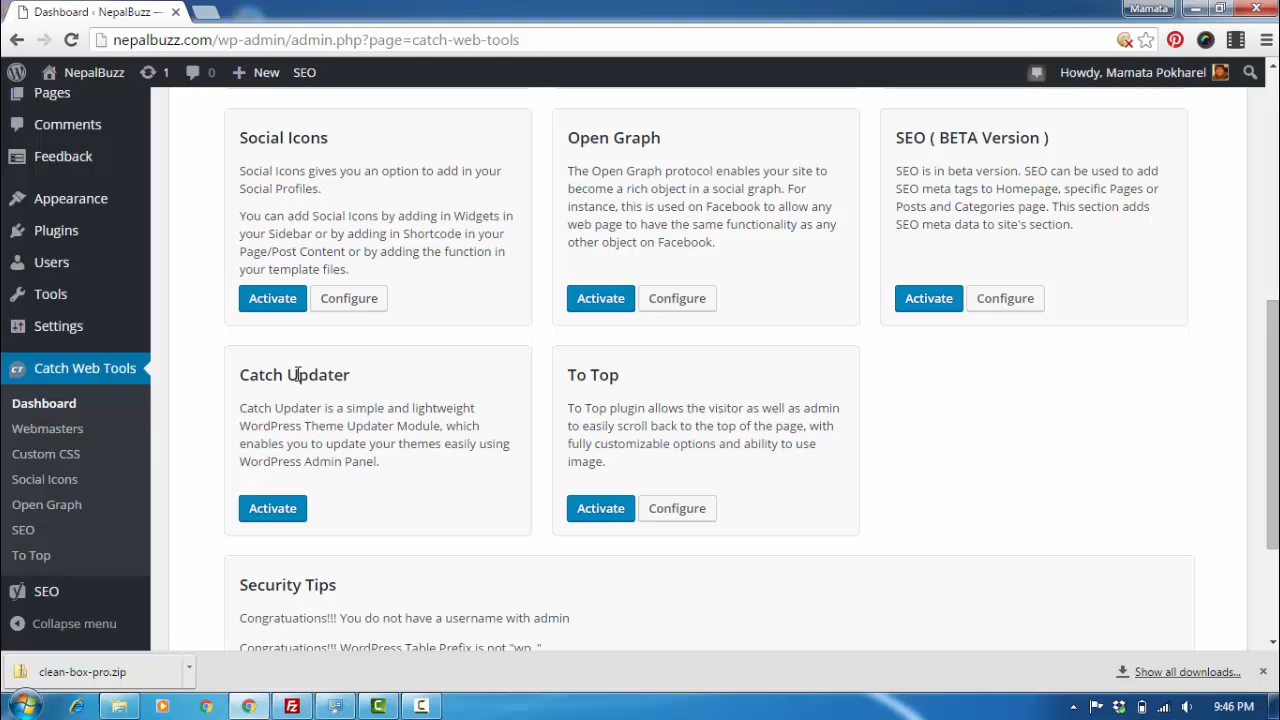 Dashboard ‹ NepalBuzz —
Mamata
nepalbuzz.com/wp-admin/admin.php?page=catch-web-tools
NepalBuzz
1
0
New
SEO
Howdy, Mamata Pokharel
Pages
Comments
Feedback
Appearance
Plugins
Users
Tools
Settings
CT Catch Web Tools
Dashboard
Webmasters
Custom CSS
Social Icons
Open Graph
SEO
To Top
SEO
Collapse menu
Social Icons
Social Icons gives you an option to add in your
Social Profiles.
You can add Social Icons by adding in Widgets in
your Sidebar or by adding in Shortcode in your
Page/Post Content or by adding the function in
your template files.
Activate
Configure
Open Graph
The Open Graph protocol enables your site to
become a rich object in a social graph. For
instance, this is used on Facebook to allow any
web page to have the same functionality as any
other object on Facebook.
Activate
Configure
SEO ( BETA Version )
SEO is in beta version. SEO can be used to add
SEO meta tags to Homepage, specific Pages or
Posts and Categories page. This section adds
SEO meta data to site's section.
Activate
Configure
Catch Updater
Catch Updater is a simple and lightweight
WordPress Theme Updater Module, which
enables you to update your themes easily using
WordPress Admin Panel.
Activate
To Top
To Top plugin allows the visitor as well as admin
to easily scroll back to the top of the page, with
fully customizable options and ability to use
image.
Activate
Configure
Security Tips
Congratuations!!! You do not have a username with admin
Congratuations!!! WordPress Table Prefix is not "wp_"
clean-box-pro.zip
Show all downloads...
9:46 PM